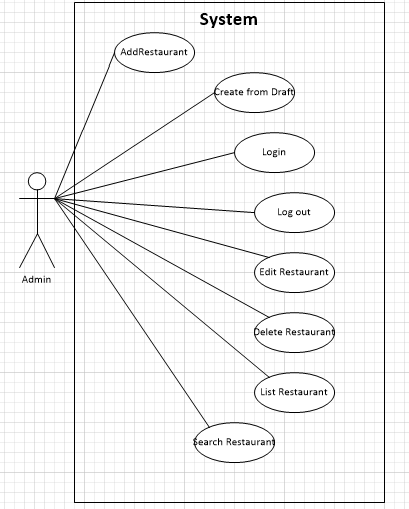 System
AddRestaurant
Create from Draft
Login
Log out
Admin
Edit Restaurant
Delete Restaurant
List Restaurant
Search Restaurant